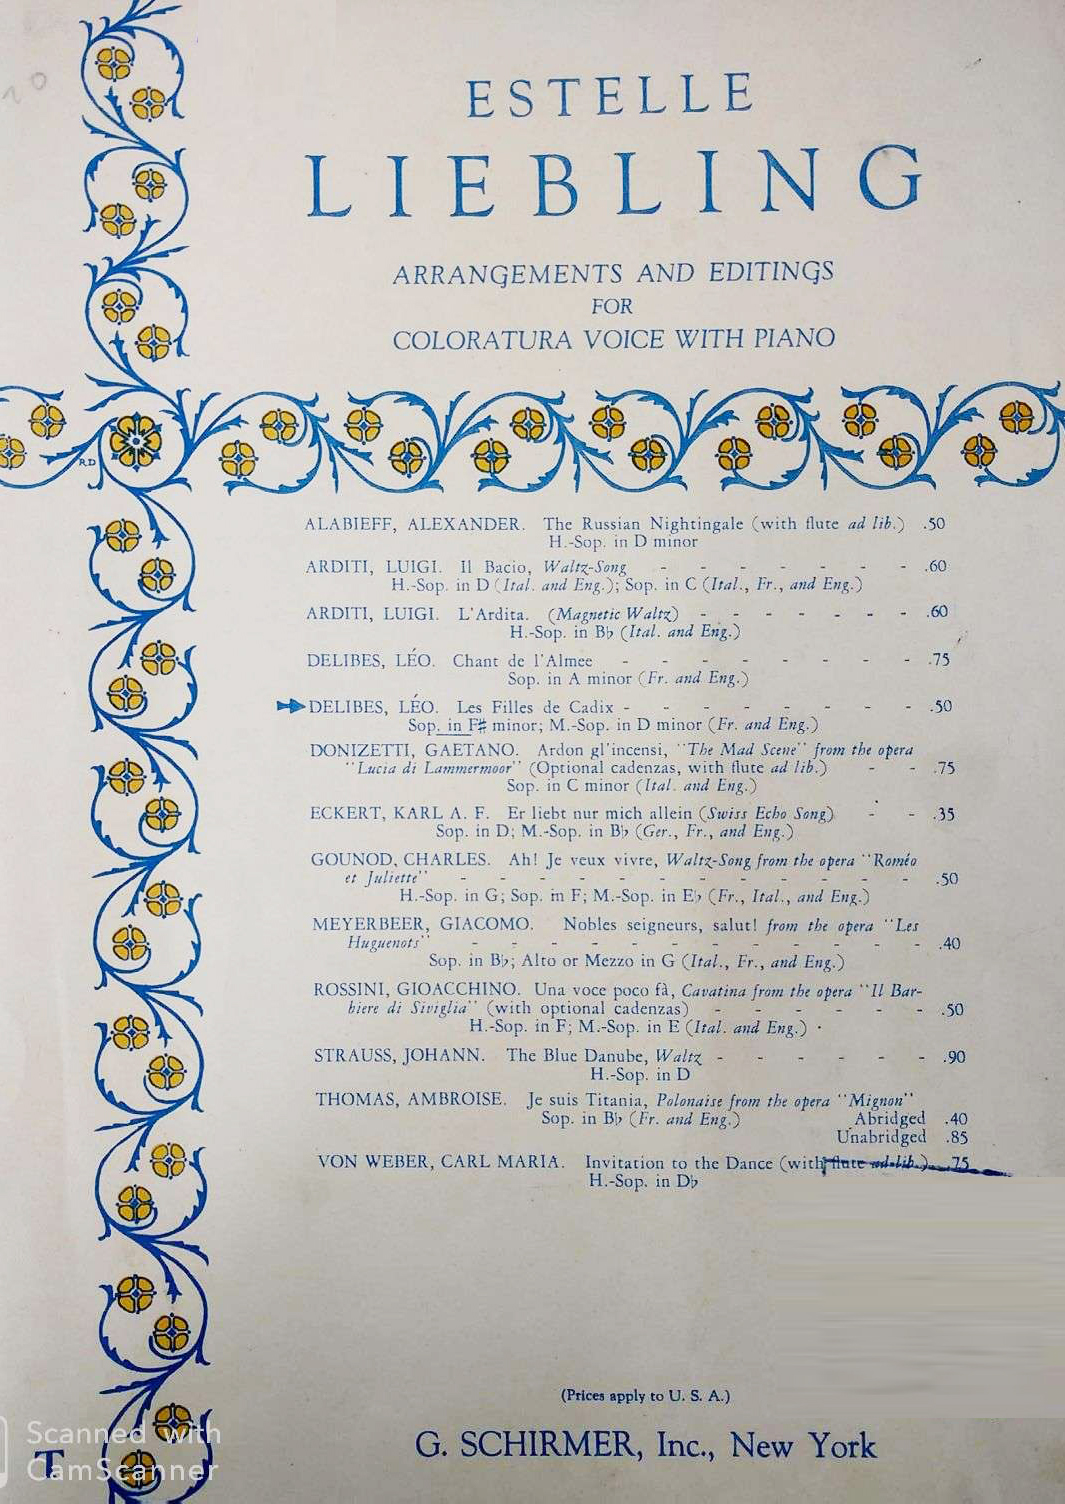 ESTELLE
LIEBLING
ARRANGEMENTS AND EDITINGS
FOR
COLORATURA VOICE WITH PIANO
RD
ALABIEFF, ALEXANDER. The Russian Nightingale (with flute ad lib.) .50
H.-Sop. in D minor
ARDITI, LUIGI. Il Bacio, Waltz-Song - - - - - - - .60
H.-Sop. in D (Ital. and Eng.); Sop. in C (Ital., Fr., and Eng.)
ARDITI, LUIGI. L'Ardita. (Magnetic Waltz) - - - - - - .60
H.-Sop. in B♭ (Ital. and Eng.)
DELIBES, LÉO. Chant de l'Almee - - - - - - - - .75
Sop. in A minor (Fr. and Eng.)
DELIBES, LÉO. Les Filles de Cadix - - - - - - - - .50
Sop. in F♯ minor; M.-Sop. in D minor (Fr. and Eng.)
DONIZETTI, GAETANO. Ardon gl'incensi, "The Mad Scene" from the opera
"Lucia di Lammermoor" (Optional cadenzas, with flute ad lib.) - - .75
Sop. in C minor (Ital. and Eng.)
ECKERT, KARL A. F. Er liebt nur mich allein (Swiss Echo Song) - - .35
Sop. in D; M.-Sop. in B♭ (Ger., Fr., and Eng.)
GOUNOD, CHARLES. Ah! Je veux vivre, Waltz-Song from the opera "Roméo
et Juliette" - - - - - - - - - - - - .50
H.-Sop. in G; Sop. in F; M.-Sop. in E♭ (Fr., Ital., and Eng.)
MEYERBEER, GIACOMO. Nobles seigneurs, salut! from the opera "Les
Huguenots" - - - - - - - - - - - - .40
Sop. in B♭; Alto or Mezzo in G (Ital., Fr., and Eng.)
ROSSINI, GIOACCHINO. Una voce poco fà, Cavatina from the opera "Il Bar-
biere di Siviglia" (with optional cadenzas) - - - - - - .50
H.-Sop. in F; M.-Sop. in E (Ital. and Eng.)
STRAUSS, JOHANN. The Blue Danube, Waltz - - - - - - .90
H.-Sop. in D
THOMAS, AMBROISE. Je suis Titania, Polonaise from the opera "Mignon"
Sop. in B♭ (Fr. and Eng.) Abridged .40
Unabridged .85
VON WEBER, CARL MARIA. Invitation to the Dance (with flute ad lib.) .75
H.-Sop. in D♭
(Prices apply to U. S. A.)
G. SCHIRMER, Inc., New York
T
Scanned with
CamScanner